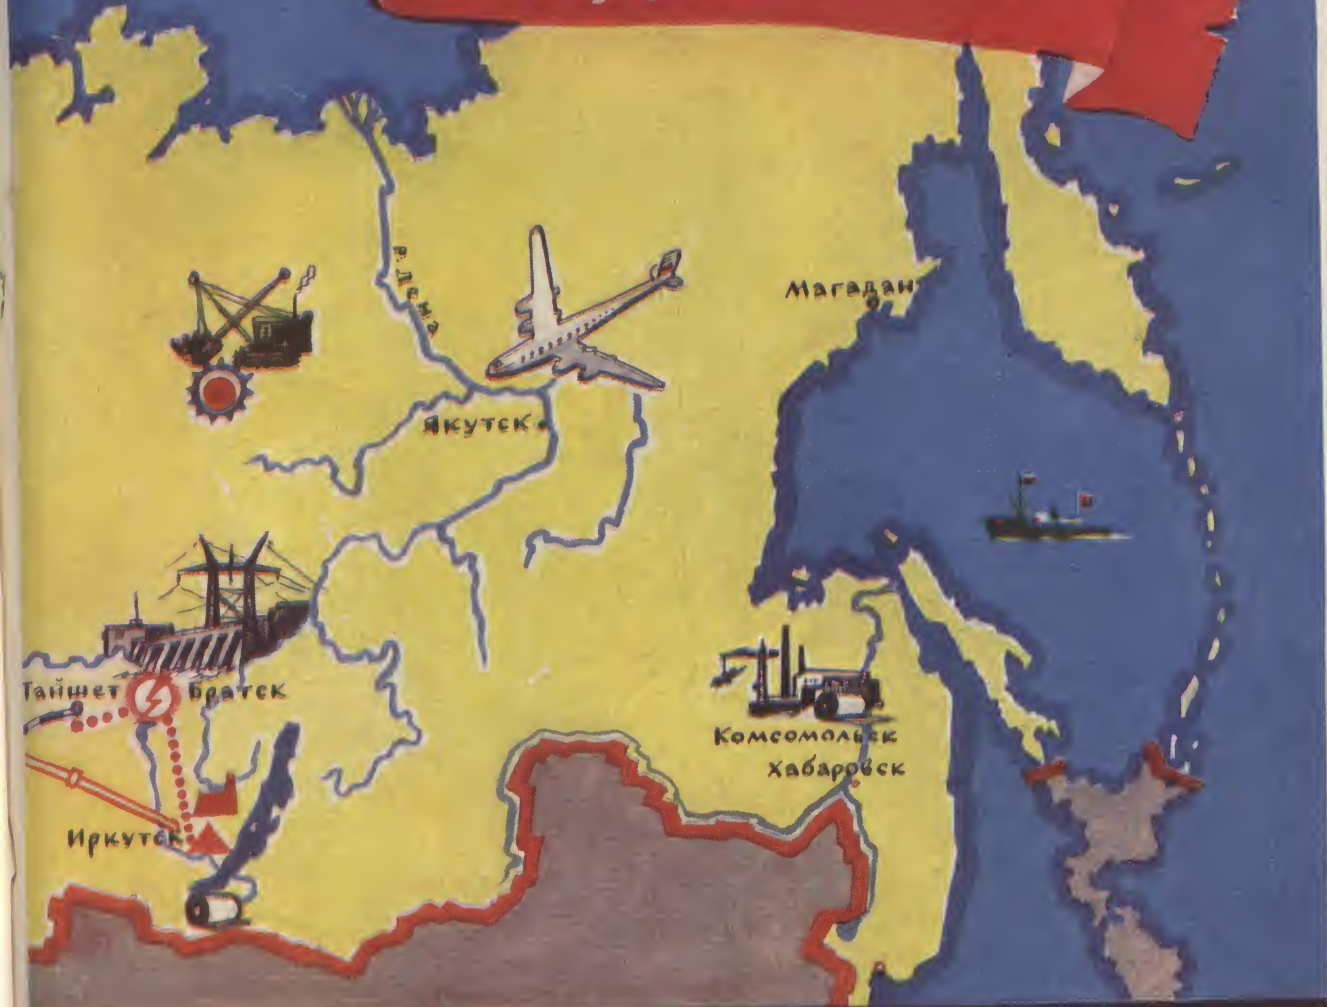 Магадан
р. Лена
Якутск
Тайшет
Братск
Комсомольск
Хабаровск
Иркутск